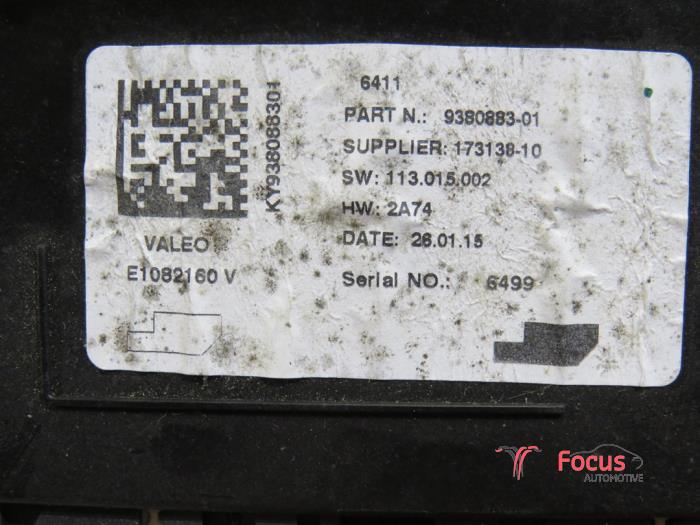 6411
PART N.: 9380883-01
SUPPLIER: 173138-10
SW: 113.015.002
HW: 2A74
DATE: 26.01.15
Serial NO.: 6499
KY938088301
VALEO
E1082160 V
Focus
AUTOMOTIVE